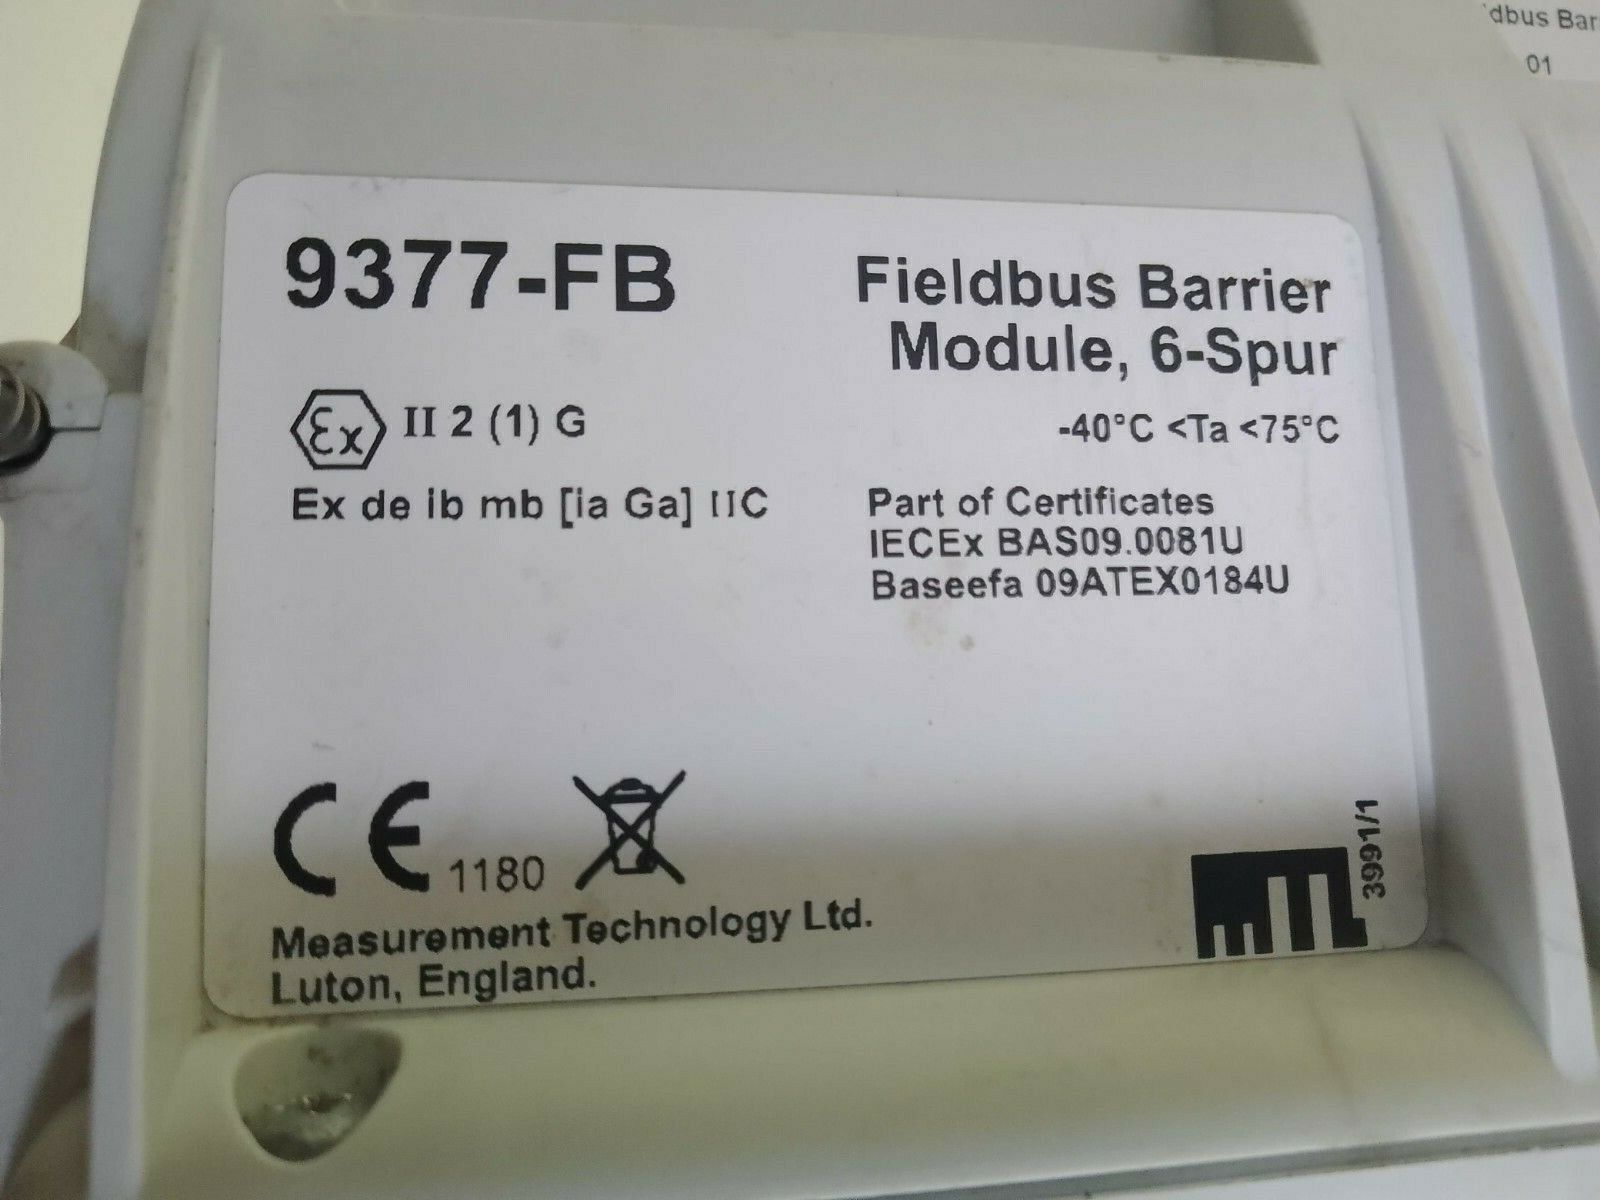 dbus Bar
01
9377-FB
Fieldbus Barrier
Module, 6-Spur
Ex II 2 (1) G
-40°C <Ta <75°C
Ex de ib mb [ia Ga] IIC
Part of Certificates
IECEx BAS09.0081U
Baseefa 09ATEX0184U
CE 1180
Measurement Technology Ltd.
Luton, England.
MTL
3991/1